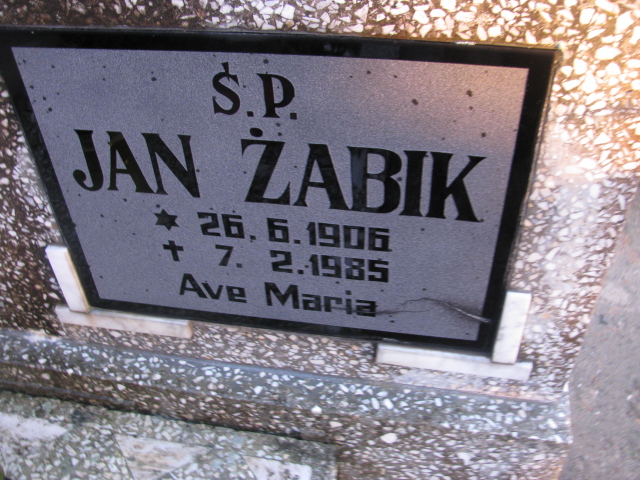 Ś.P.
JAN ŻABIK
✶ 26.6.1906
✝ 7.2.1985
Ave Maria